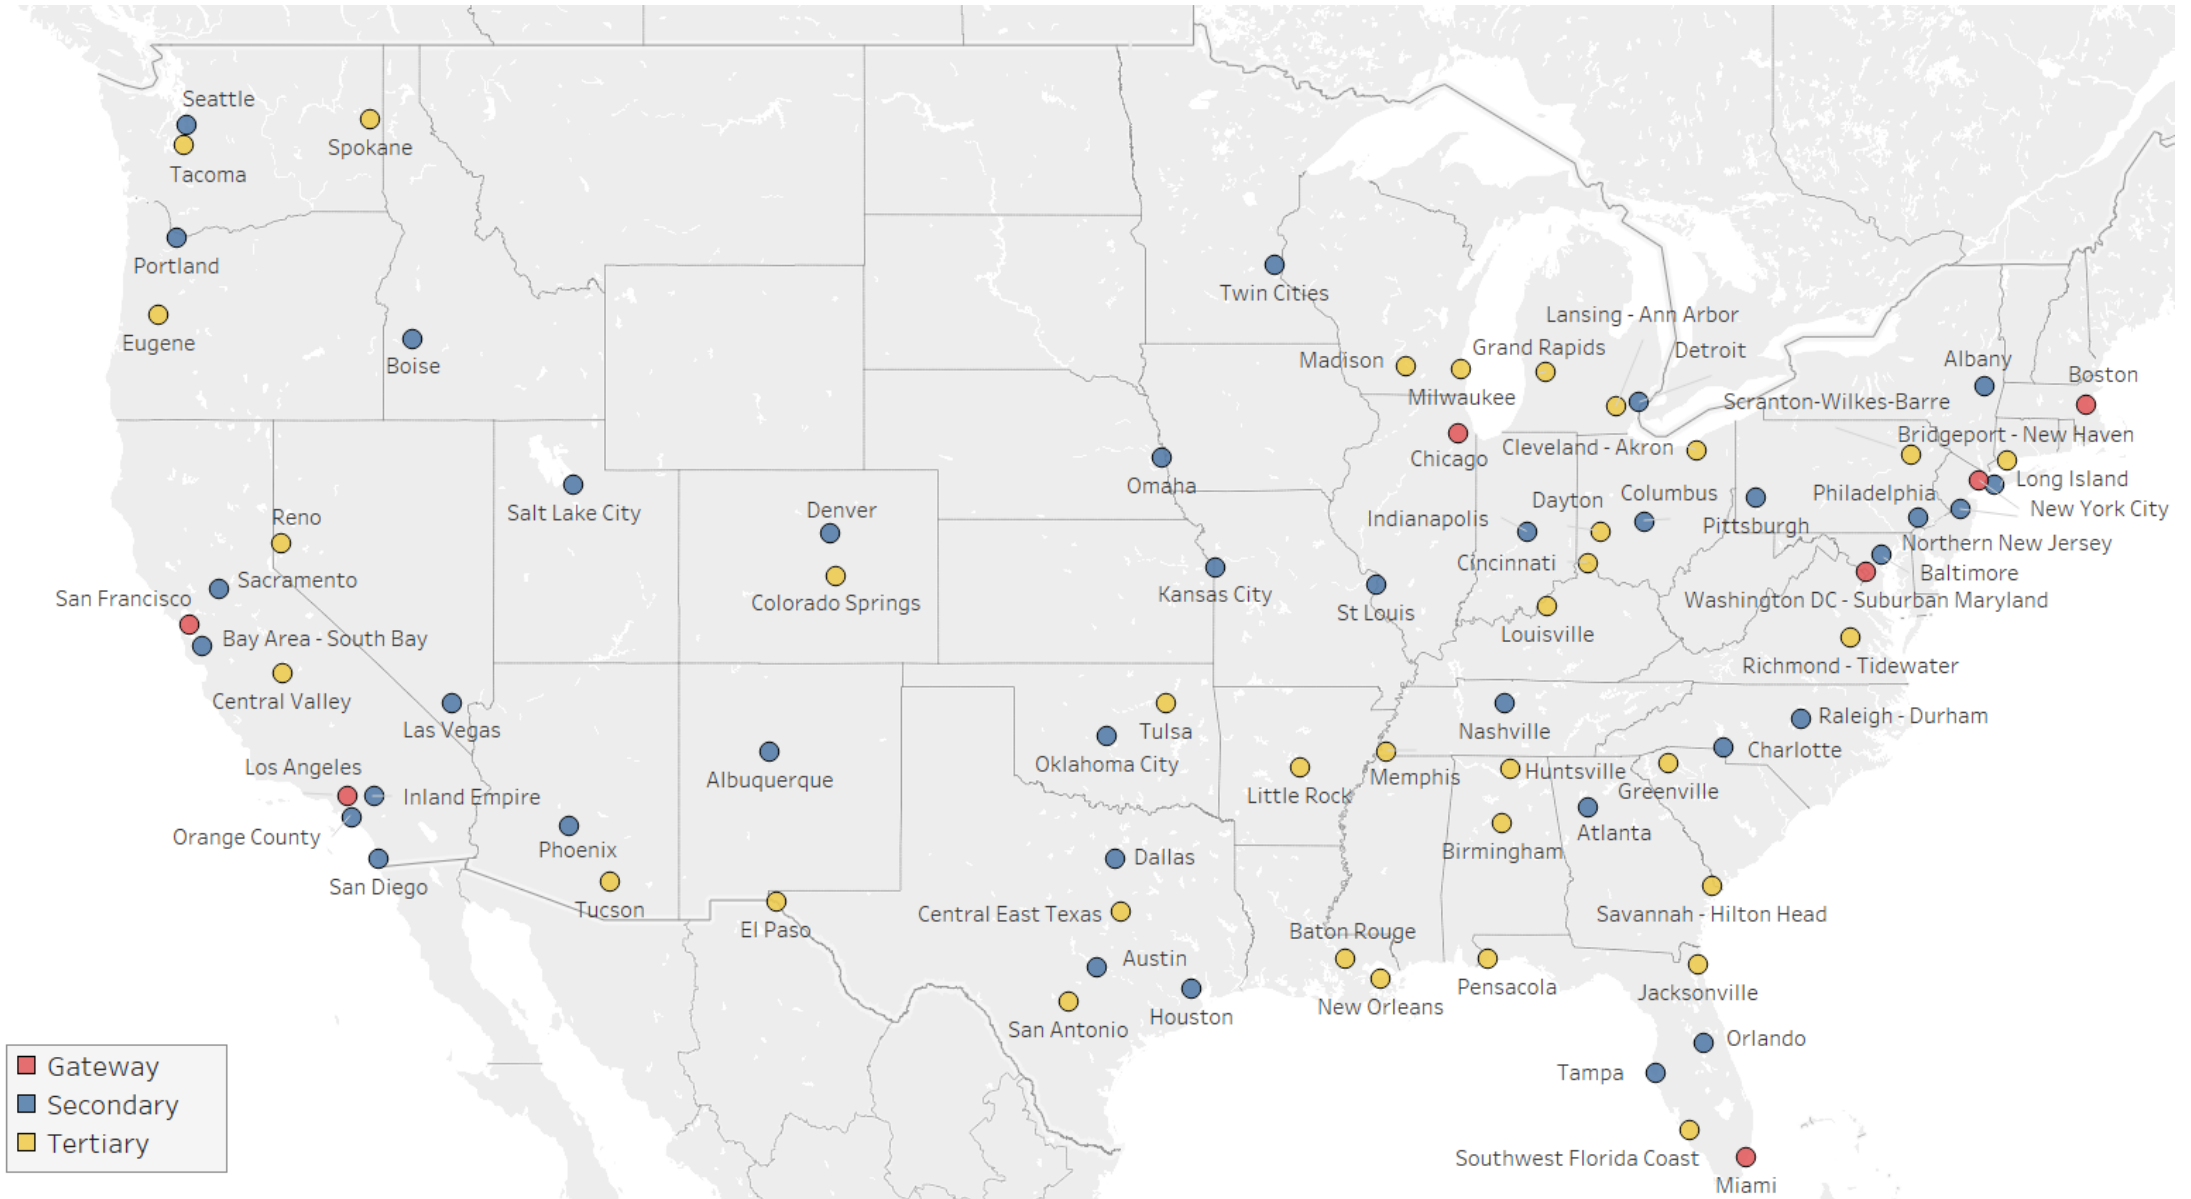 Seattle
Spokane
Tacoma
Portland
Eugene
Boise
Twin Cities
Lansing - Ann Arbor
Madison
Grand Rapids
Detroit
Milwaukee
Albany
Boston
Scranton-Wilkes-Barre
Bridgeport - New Haven
Chicago
Cleveland - Akron
Omaha
Long Island
Salt Lake City
Denver
Dayton
Columbus
Philadelphia
New York City
Reno
Indianapolis
Pittsburgh
Northern New Jersey
Sacramento
Cincinnati
Baltimore
San Francisco
Colorado Springs
Kansas City
St Louis
Washington DC - Suburban Maryland
Bay Area - South Bay
Louisville
Richmond - Tidewater
Central Valley
Las Vegas
Tulsa
Nashville
Raleigh - Durham
Los Angeles
Albuquerque
Oklahoma City
Memphis
Huntsville
Charlotte
Inland Empire
Little Rock
Greenville
Orange County
Phoenix
Atlanta
San Diego
Dallas
Birmingham
Tucson
El Paso
Central East Texas
Baton Rouge
Savannah - Hilton Head
Austin
Pensacola
Jacksonville
San Antonio
Houston
New Orleans
Orlando
Tampa
Gateway
Secondary
Tertiary
Southwest Florida Coast
Miami